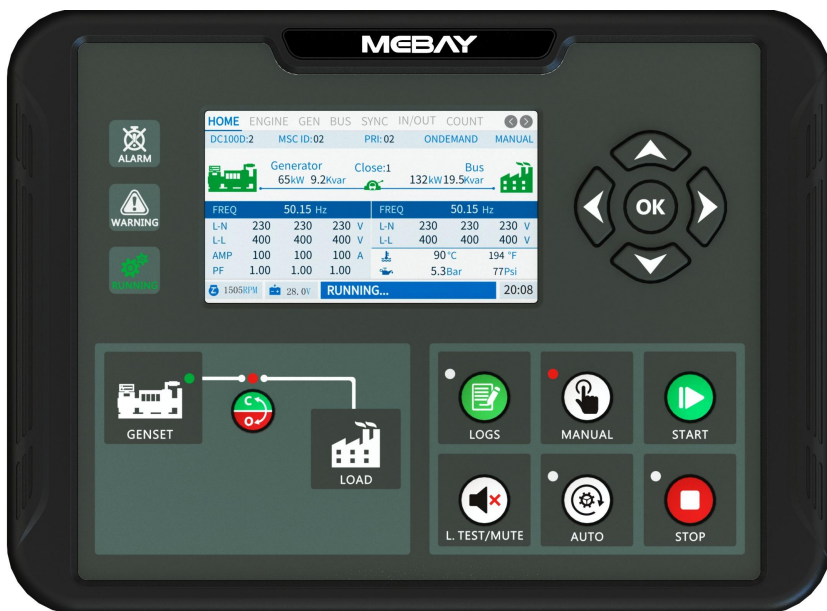 MEBAY
HOME ENGINE GEN BUS SYNC IN/OUT COUNT
DC100D:2 MSC ID:02 PRI:02 ONDEMAND MANUAL
Generator Close:1 Bus
65kW 9.2Kvar 132kW 19.5Kvar
FREQ 50.15 Hz FREQ 50.15 Hz
L-N 230 230 230 V L-N 230 230 230 V
L-L 400 400 400 V L-L 400 400 400 V
AMP 100 100 100 A 90°C 194 °F
PF 1.00 1.00 1.00 5.3Bar 77Psi
1505RPM 28.0V RUNNING... 20:08
ALARM
WARNING
RUNNING
OK
GENSET
C
O
LOAD
LOGS MANUAL START
L. TEST/MUTE AUTO STOP